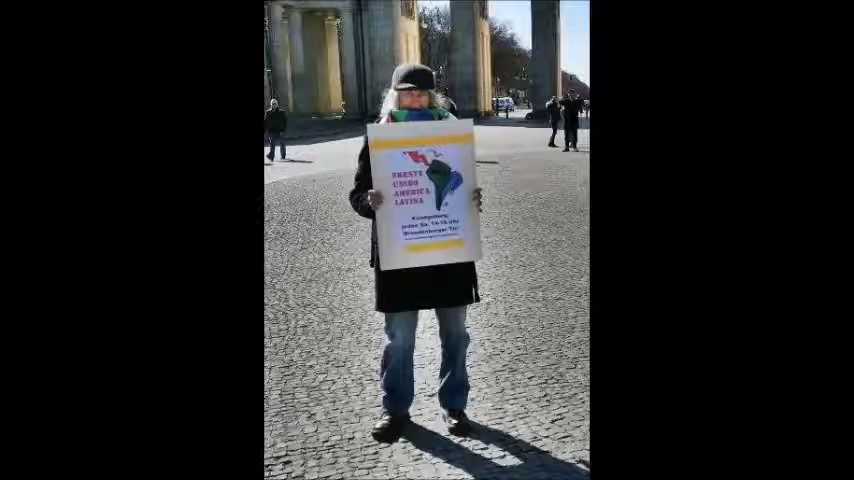 FRENTE
UNIDO
AMERICA
LATINA
Kundgebung
jeden Sa. 14-16 Uhr
Brandenburger Tor